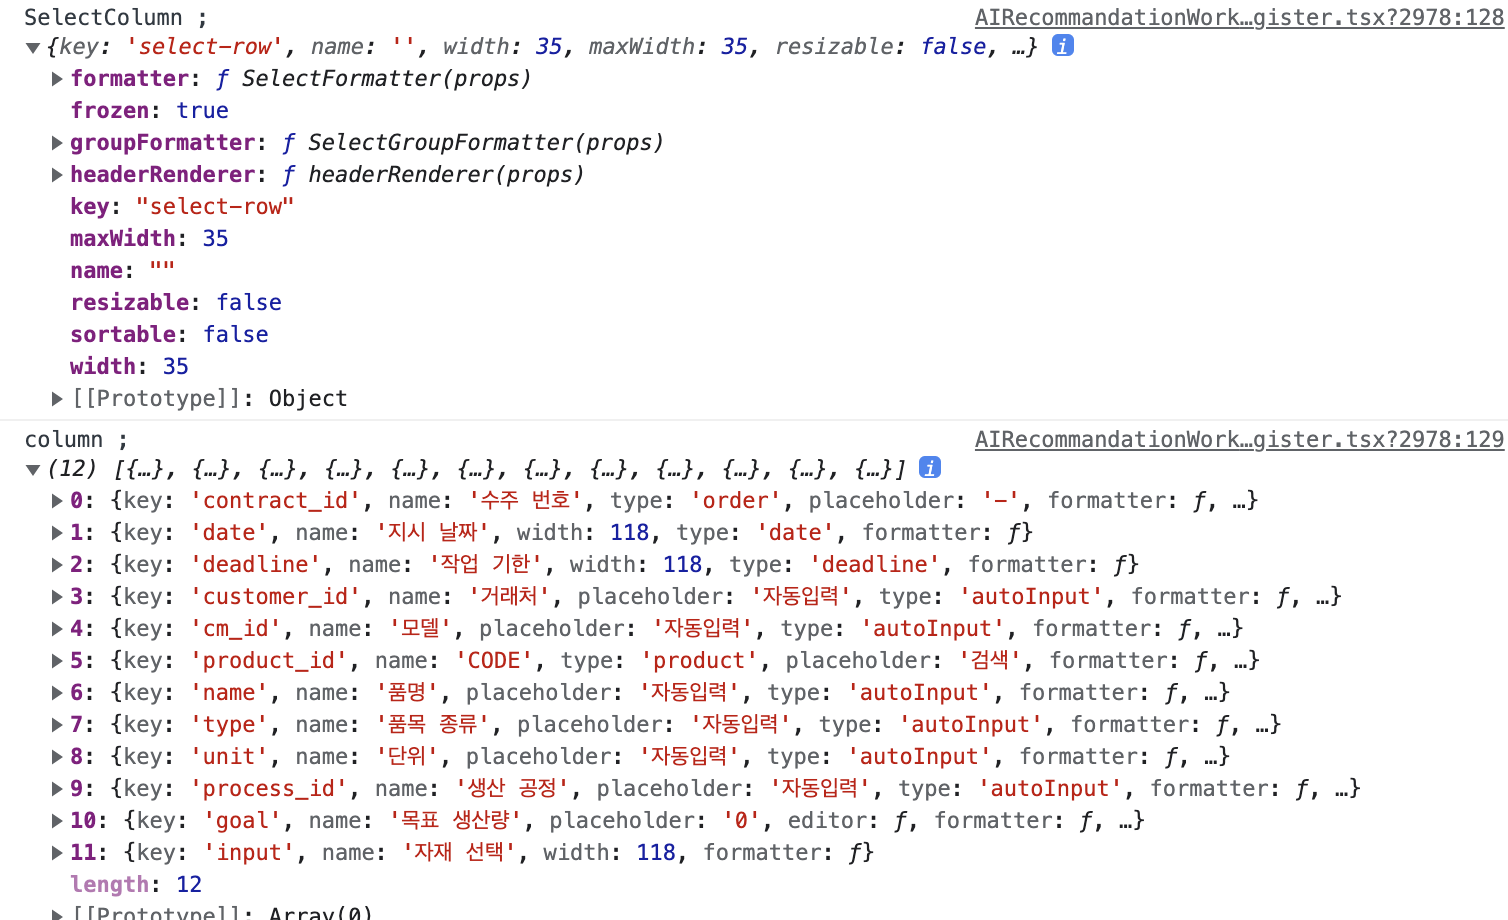 SelectColumn ; AIRecommandationWork…gister.tsx?2978:128
▼{key: 'select-row', name: '', width: 35, maxWidth: 35, resizable: false, …} i
▶formatter: ƒ SelectFormatter(props)
frozen: true
▶groupFormatter: ƒ SelectGroupFormatter(props)
▶headerRenderer: ƒ headerRenderer(props)
key: "select-row"
maxWidth: 35
name: ""
resizable: false
sortable: false
width: 35
▶[[Prototype]]: Object
column ; AIRecommandationWork…gister.tsx?2978:129
▼(12) [{…}, {…}, {…}, {…}, {…}, {…}, {…}, {…}, {…}, {…}, {…}, {…}] i
▶0: {key: 'contract_id', name: '수주 번호', type: 'order', placeholder: '-', formatter: ƒ, …}
▶1: {key: 'date', name: '지시 날짜', width: 118, type: 'date', formatter: ƒ}
▶2: {key: 'deadline', name: '작업 기한', width: 118, type: 'deadline', formatter: ƒ}
▶3: {key: 'customer_id', name: '거래처', placeholder: '자동입력', type: 'autoInput', formatter: ƒ, …}
▶4: {key: 'cm_id', name: '모델', placeholder: '자동입력', type: 'autoInput', formatter: ƒ, …}
▶5: {key: 'product_id', name: 'CODE', type: 'product', placeholder: '검색', formatter: ƒ, …}
▶6: {key: 'name', name: '품명', placeholder: '자동입력', type: 'autoInput', formatter: ƒ, …}
▶7: {key: 'type', name: '품목 종류', placeholder: '자동입력', type: 'autoInput', formatter: ƒ, …}
▶8: {key: 'unit', name: '단위', placeholder: '자동입력', type: 'autoInput', formatter: ƒ, …}
▶9: {key: 'process_id', name: '생산 공정', placeholder: '자동입력', type: 'autoInput', formatter: ƒ, …}
▶10: {key: 'goal', name: '목표 생산량', placeholder: '0', editor: ƒ, formatter: ƒ, …}
▶11: {key: 'input', name: '자재 선택', width: 118, formatter: ƒ}
length: 12
▶[[Prototype]]: Array(0)